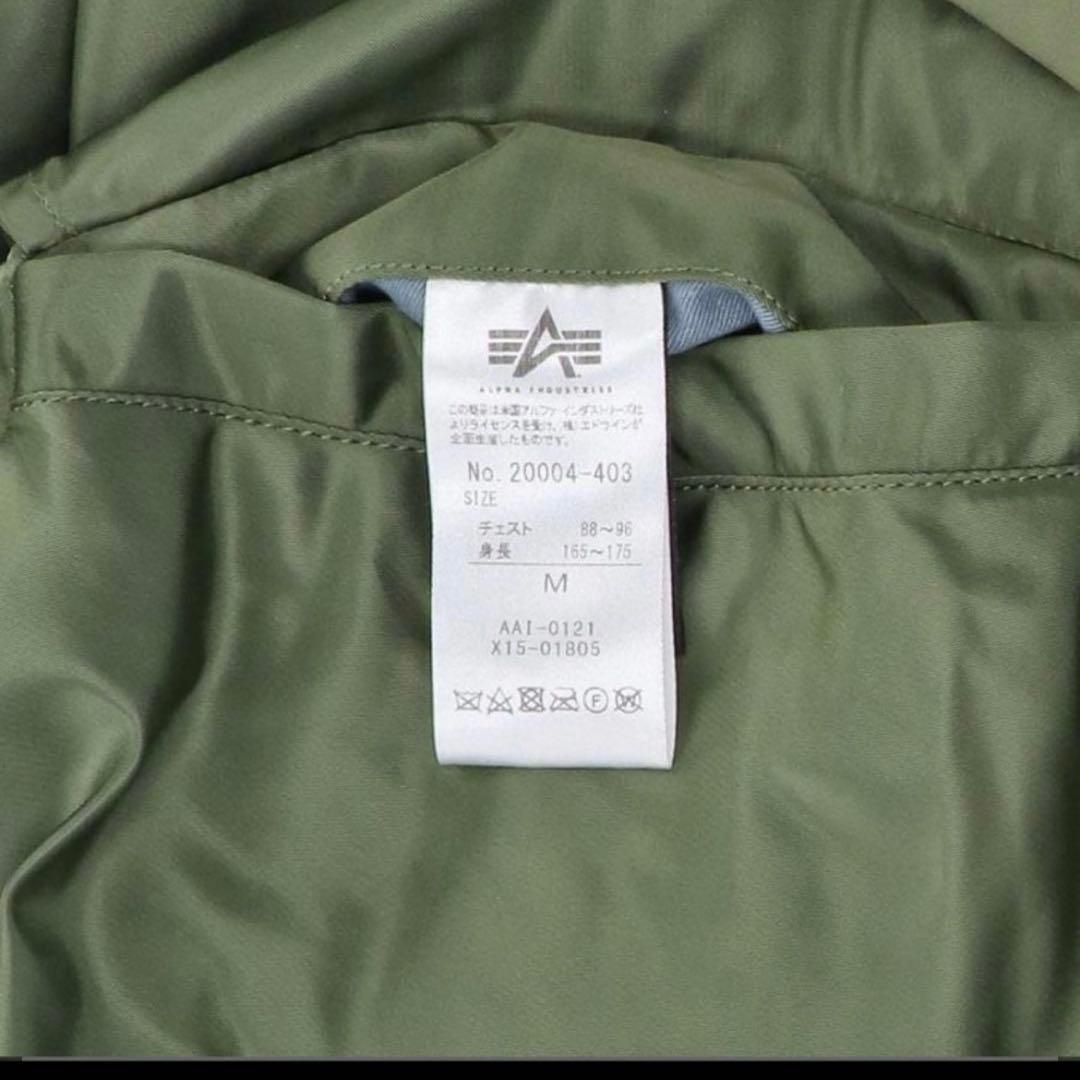 ALPHA INDUSTRIES
この商品は米国アルファ・インダストリーズ社
よりライセンスを受け、(株)エドウインが
企画生産したものです。
No. 20004-403
SIZE
チェスト 88～96
身長 165～175
M
AAI-0121
X15-01805
F W